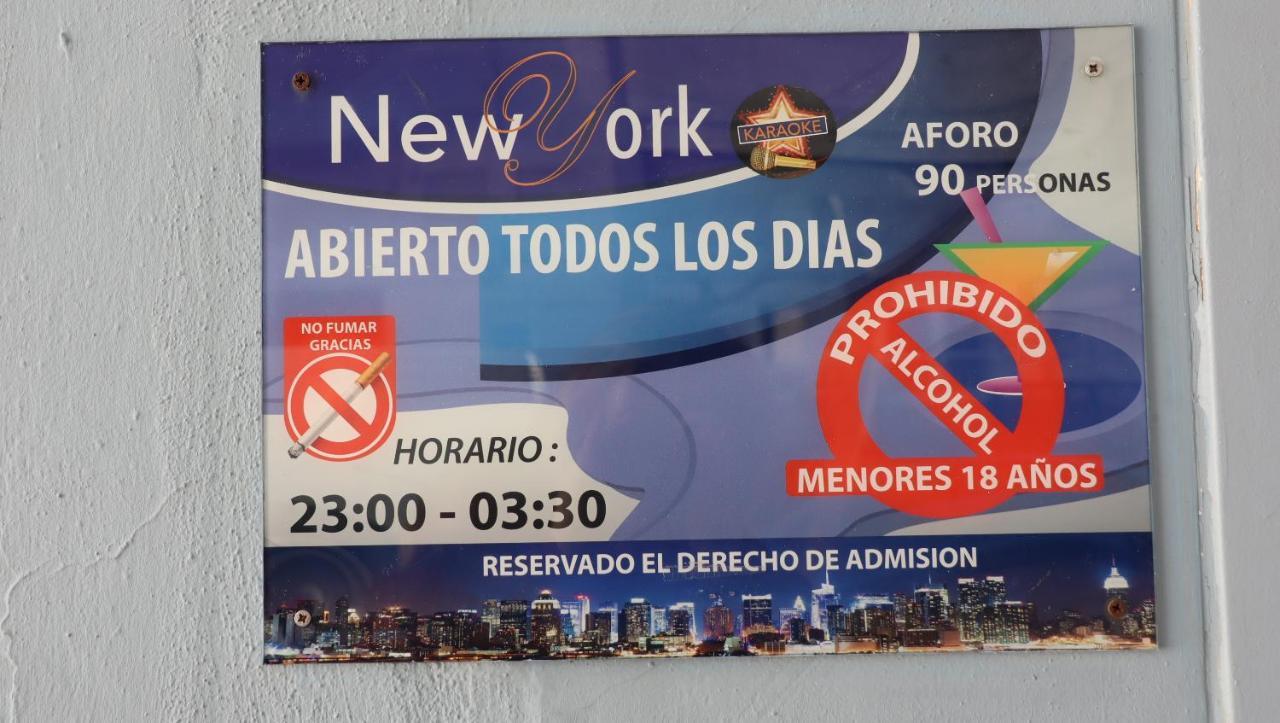 New York
KARAOKE
AFORO
90 PERSONAS
ABIERTO TODOS LOS DIAS
NO FUMAR
GRACIAS
PROHIBIDO
ALCOHOL
MENORES 18 AÑOS
HORARIO :
23:00 - 03:30
RESERVADO EL DERECHO DE ADMISION